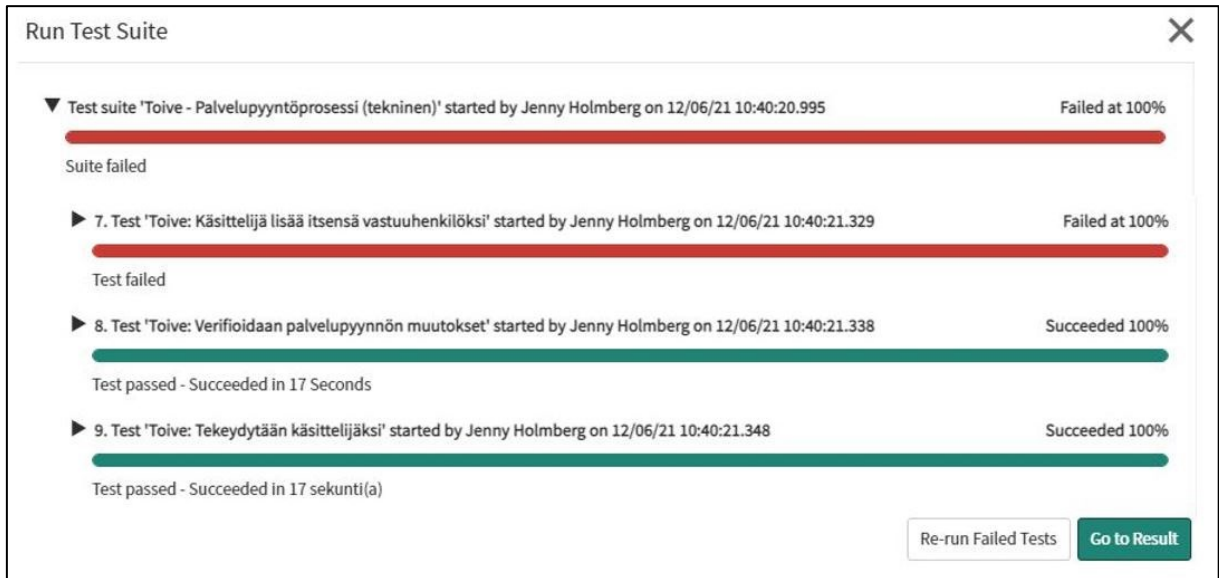 Run Test Suite
Test suite 'Toive - Palvelupyyntöprosessi (tekninen)' started by Jenny Holmberg on 12/06/21 10:40:20.995 Failed at 100%
Suite failed
7. Test 'Toive: Käsittelijä lisää itsensä vastuuhenkilöksi' started by Jenny Holmberg on 12/06/21 10:40:21.329 Failed at 100%
Test failed
8. Test 'Toive: Verifioidaan palvelupyynnön muutokset' started by Jenny Holmberg on 12/06/21 10:40:21.338 Succeeded 100%
Test passed - Succeeded in 17 Seconds
9. Test 'Toive: Tekeydytään käsittelijäksi' started by Jenny Holmberg on 12/06/21 10:40:21.348 Succeeded 100%
Test passed - Succeeded in 17 sekunti(a)
Re-run Failed Tests Go to Result